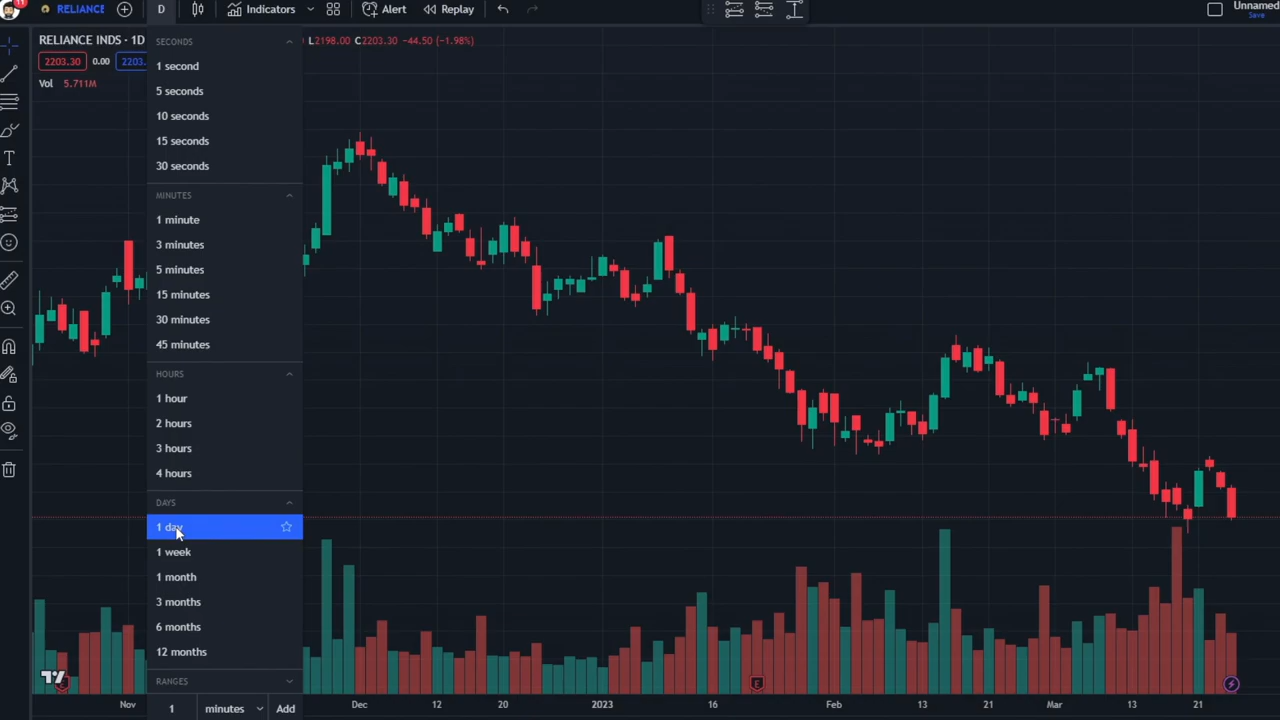 11
RELIANCE
D
Indicators
Alert
Replay
Unnamed
Save
RELIANCE INDS · 1D
L2198.00 C2203.30 −44.50 (−1.98%)
2203.30 0.00 2203.
Vol 5.711M
SECONDS
1 second
5 seconds
10 seconds
15 seconds
30 seconds
MINUTES
1 minute
3 minutes
5 minutes
15 minutes
30 minutes
45 minutes
HOURS
1 hour
2 hours
3 hours
4 hours
DAYS
1 day
1 week
1 month
3 months
6 months
12 months
RANGES
1 minutes Add
E
E
Nov Dec 12 20 2023 16 Feb 13 21 Mar 13 21